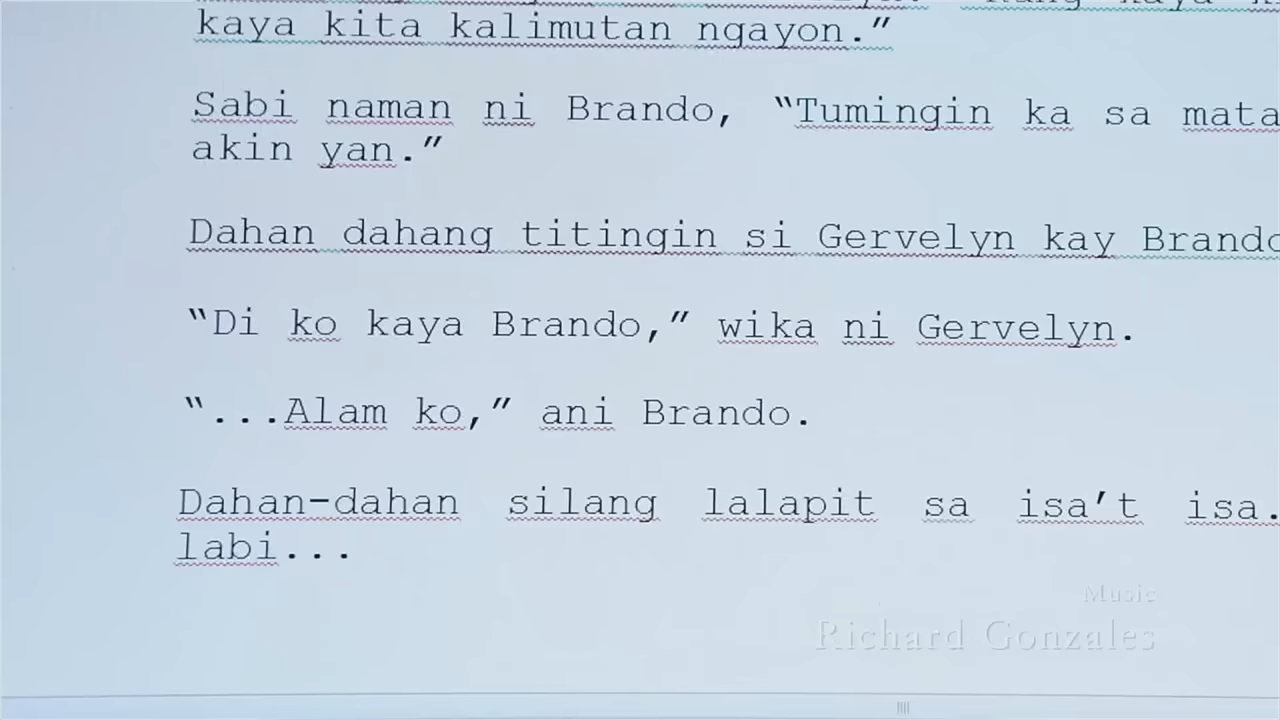 kaya kita kalimutan ngayon.”
Sabi naman ni Brando, “Tumingin ka sa mata
akin yan.”
Dahan dahang titingin si Gervelyn kay Brando
“Di ko kaya Brando,” wika ni Gervelyn.
“...Alam ko,” ani Brando.
Dahan-dahan silang lalapit sa isa’t isa.
labi...
Music
Richard Gonzales